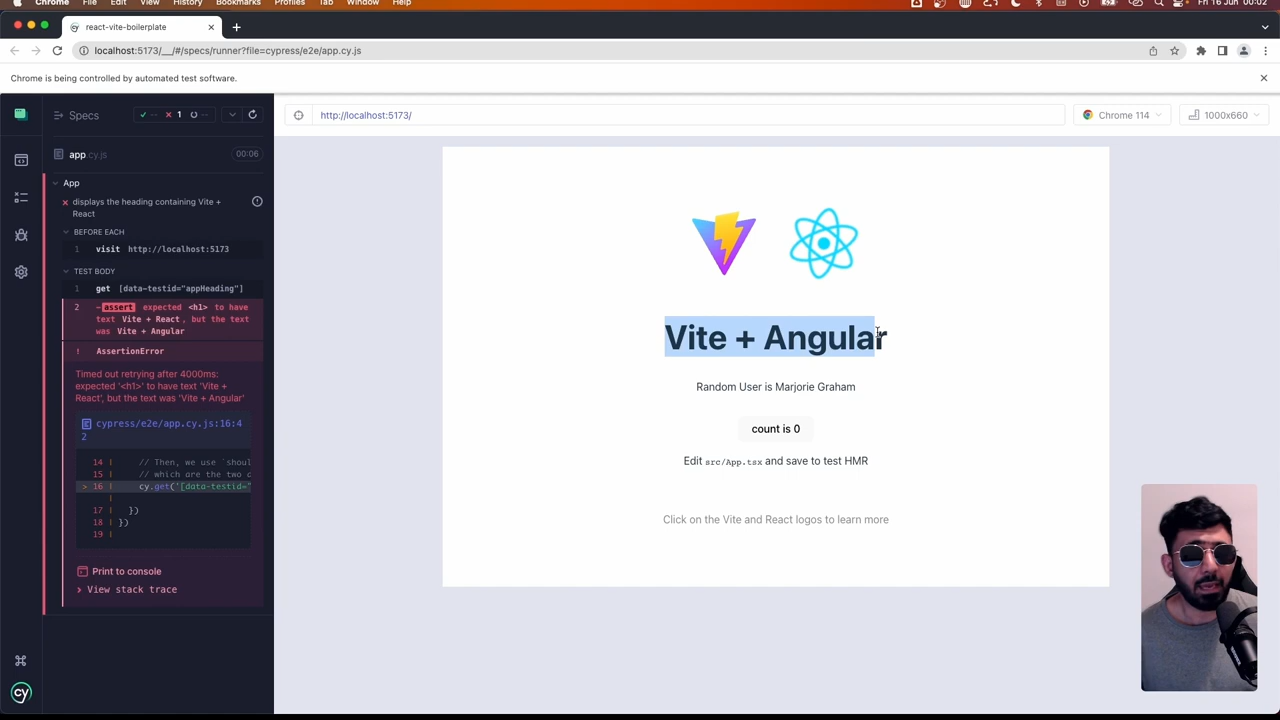 Chrome File Edit View History Bookmarks Profiles Tab Window Help
Fri 16 Jun 00:02
react-vite-boilerplate
localhost:5173/__/#/specs/runner?file=cypress/e2e/app.cy.js
Chrome is being controlled by automated test software.
Specs
-- 1 --
app.cy.js
00:06
App
displays the heading containing Vite +
React
BEFORE EACH
1 visit http://localhost:5173
TEST BODY
1 get [data-testid="appHeading"]
2 -assert expected <h1> to have
text Vite + React, but the text
was Vite + Angular
! AssertionError
Timed out retrying after 4000ms:
expected '<h1>' to have text 'Vite +
React', but the text was 'Vite + Angular'
cypress/e2e/app.cy.js:16:4
2
14 | // Then, we use `shoul
15 | // which are the two
> 16 | cy.get('[data-testid="
|
17 | })
18 | })
19 |
Print to console
View stack trace
cy
http://localhost:5173/
Chrome 114
1000x660
Vite + Angular
Random User is Marjorie Graham
count is 0
Edit src/App.tsx and save to test HMR
Click on the Vite and React logos to learn more